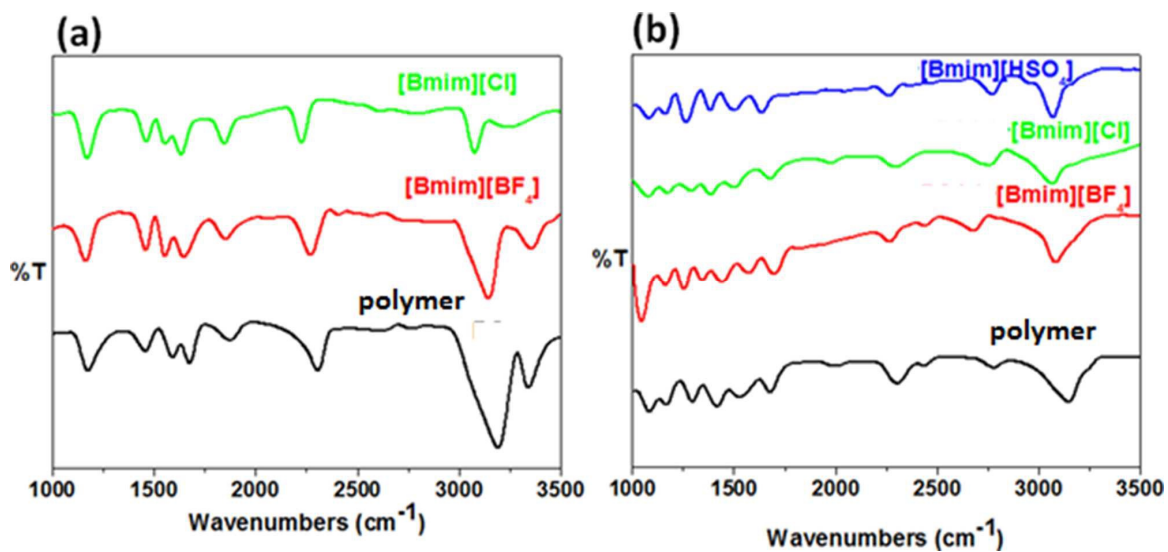 (a)
[Bmim][Cl]
[Bmim][BF4]
polymer
%T
1000 1500 2000 2500 3000 3500
Wavenumbers (cm-1)
(b)
[Bmim][HSO4]
[Bmim][Cl]
[Bmim][BF4]
polymer
%T
1000 1500 2000 2500 3000 3500
Wavenumbers (cm-1)